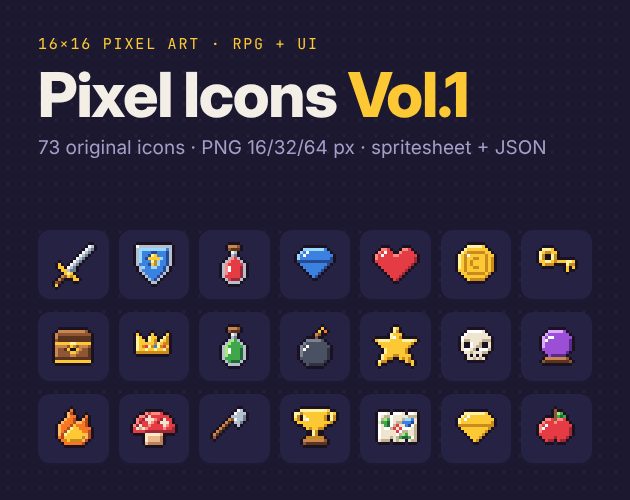 16×16 PIXEL ART · RPG + UI
Pixel Icons Vol.1
73 original icons · PNG 16/32/64 px · spritesheet + JSON